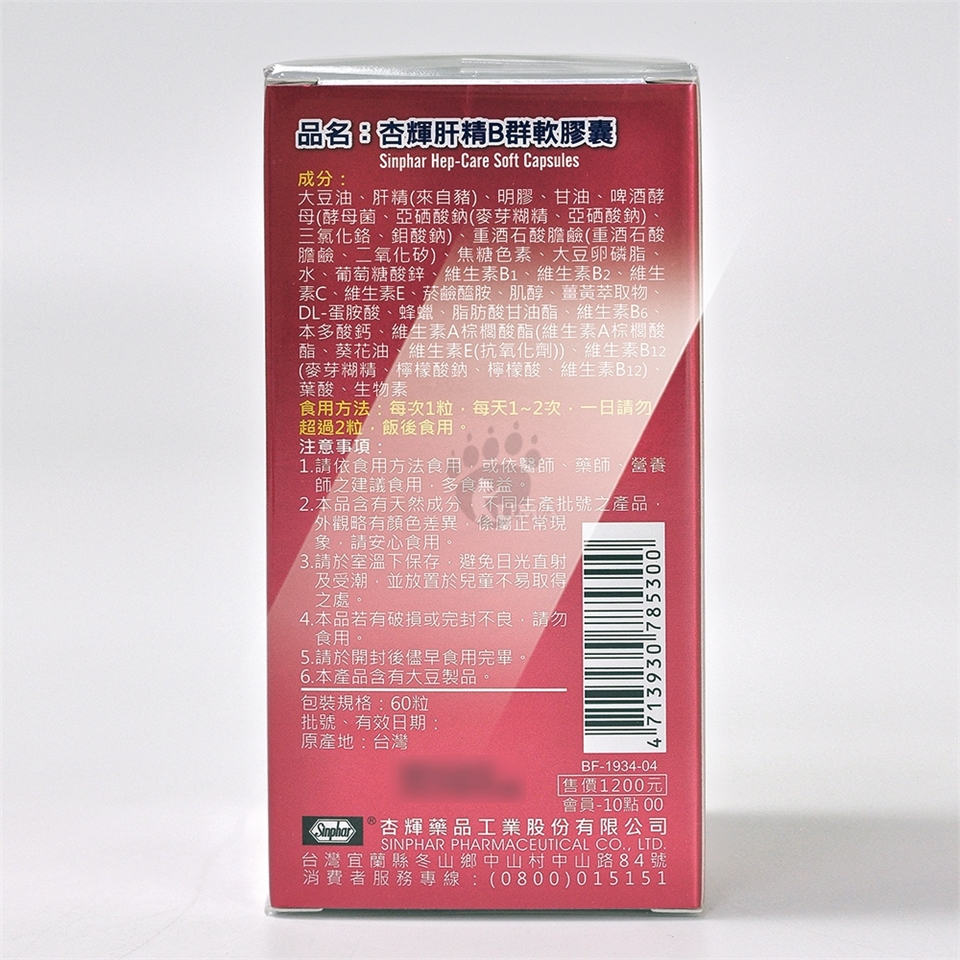 品名：杏輝肝精B群軟膠囊
Sinphar Hep-Care Soft Capsules
成分：
大豆油、肝精(來自豬)、明膠、甘油、啤酒酵
母(酵母菌、亞硒酸鈉(麥芽糊精、亞硒酸鈉)、
三氯化鉻、鉬酸鈉)、重酒石酸膽鹼(重酒石酸
膽鹼、二氧化矽)、焦糖色素、大豆卵磷脂、
水、葡萄糖酸鋅、維生素B1、維生素B2、維生
素C、維生素E、菸鹼醯胺、肌醇、薑黃萃取物、
DL-蛋胺酸、蜂蠟、脂肪酸甘油酯、維生素B6、
本多酸鈣、維生素A棕櫚酸酯(維生素A棕櫚酸
酯、葵花油、維生素E(抗氧化劑))、維生素B12
(麥芽糊精、檸檬酸鈉、檸檬酸、維生素B12)、
葉酸、生物素
食用方法：每次1粒，每天1~2次，一日請勿
超過2粒，飯後食用。
注意事項：
1.請依食用方法食用，或依醫師、藥師、營養
師之建議食用，多食無益。
2.本品含有天然成分，不同生產批號之產品，
外觀略有顏色差異，係屬正常現
象，請安心食用。
3.請於室溫下保存，避免日光直射
及受潮，並放置於兒童不易取得
之處。
4.本品若有破損或完封不良，請勿
食用。
5.請於開封後儘早食用完畢。
6.本產品含有大豆製品。
包裝規格：60粒
批號、有效日期：
原產地：台灣
4 713930 785300
BF-1934-04
售價1200元
會員-10點00
Sinphar ® 杏輝藥品工業股份有限公司
SINPHAR PHARMACEUTICAL CO., LTD.
台灣宜蘭縣冬山鄉中山村中山路84號
消費者服務專線：(0800)015151